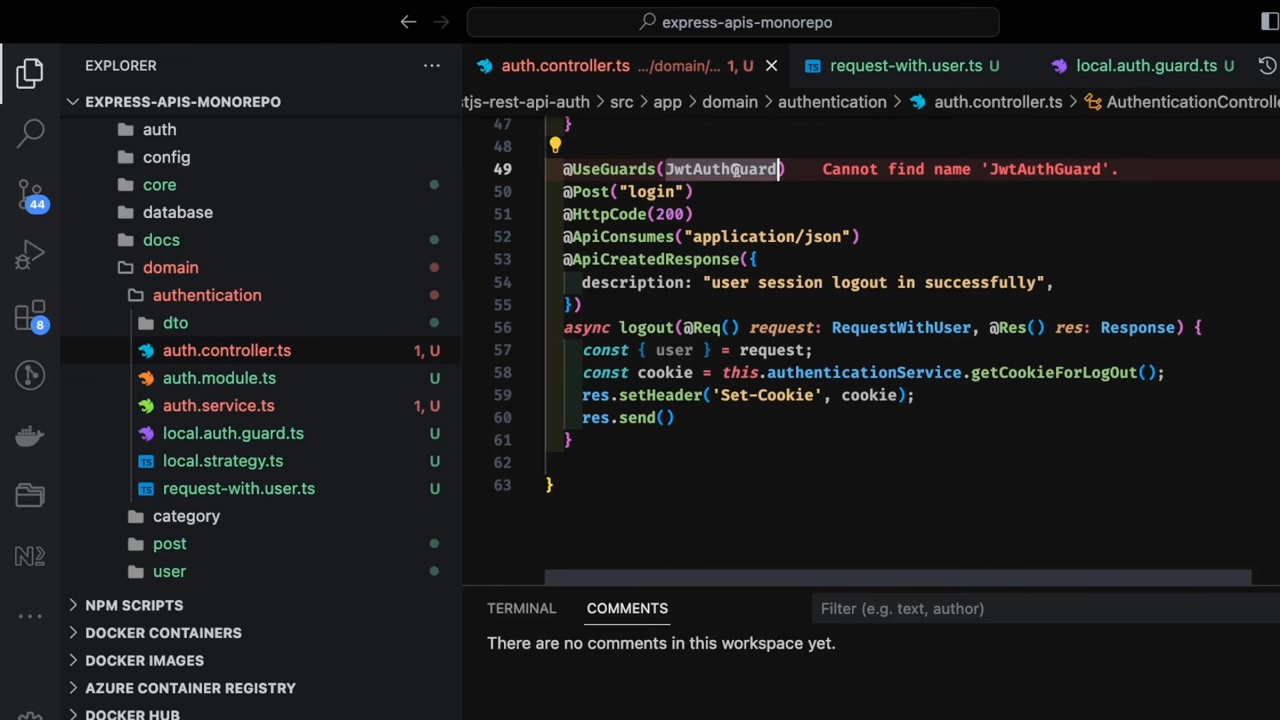 express-apis-monorepo
EXPLORER
auth.controller.ts .../domain/... 1, U
request-with.user.ts U
local.auth.guard.ts U
EXPRESS-APIS-MONOREPO
stjs-rest-api-auth > src > app > domain > authentication > auth.controller.ts > AuthenticationControlle
auth
config
core
database
docs
domain
authentication
dto
auth.controller.ts 1, U
auth.module.ts U
auth.service.ts 1, U
local.auth.guard.ts U
local.strategy.ts U
request-with.user.ts U
category
post
user
NPM SCRIPTS
DOCKER CONTAINERS
DOCKER IMAGES
AZURE CONTAINER REGISTRY
DOCKER HUB
44
8
47 }
48
49 @UseGuards(JwtAuthGuard) Cannot find name 'JwtAuthGuard'.
50 @Post("login")
51 @HttpCode(200)
52 @ApiConsumes("application/json")
53 @ApiCreatedResponse({
54 description: "user session logout in successfully",
55 })
56 async logout(@Req() request: RequestWithUser, @Res() res: Response) {
57 const { user } = request;
58 const cookie = this.authenticationService.getCookieForLogOut();
59 res.setHeader('Set-Cookie', cookie);
60 res.send()
61 }
62
63 }
TERMINAL
COMMENTS
Filter (e.g. text, author)
There are no comments in this workspace yet.